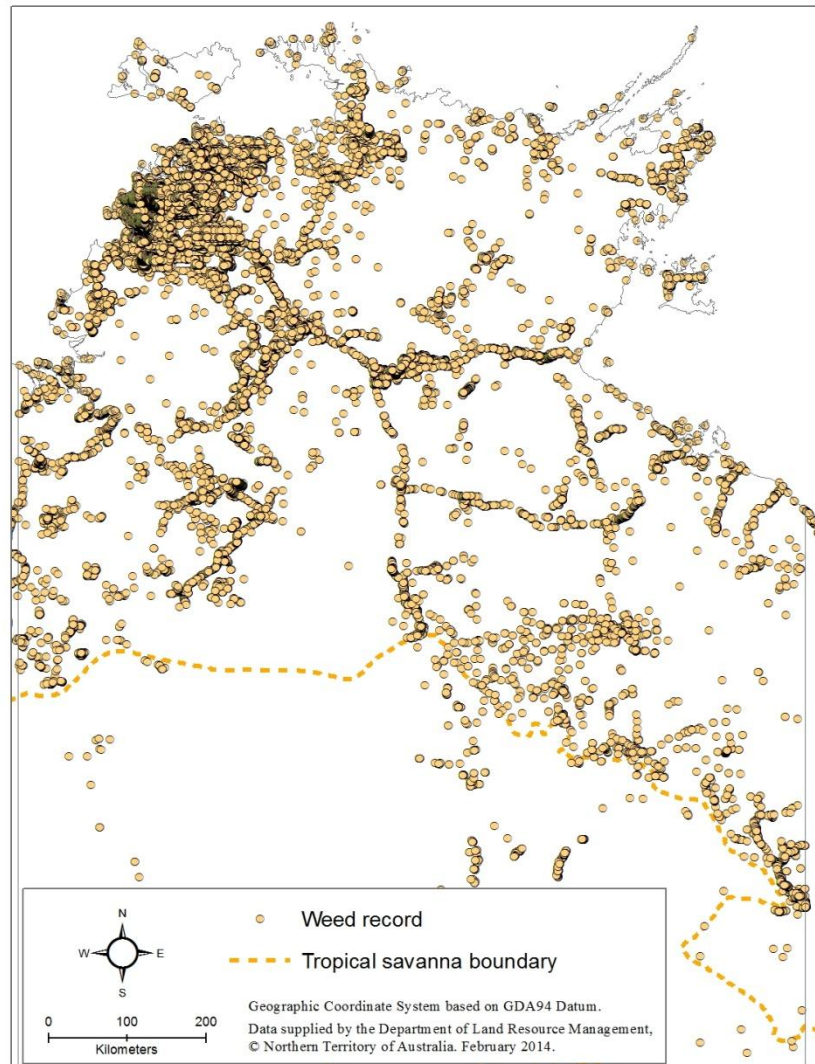 N
W E
S
Weed record
Tropical savanna boundary
0 100 200
Kilometers
Geographic Coordinate System based on GDA94 Datum.
Data supplied by the Department of Land Resource Management,
© Northern Territory of Australia. February 2014.